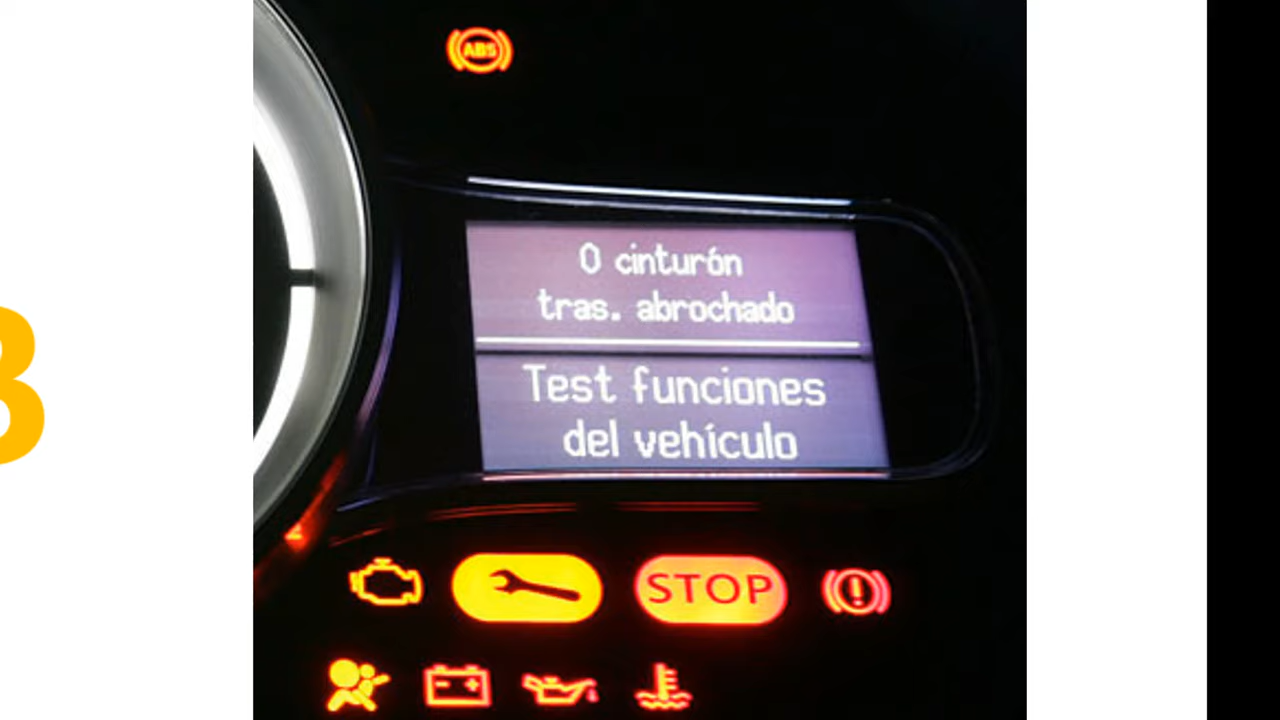 ABS
0 cinturón
tras. abrochado
Test funciones
del vehículo
STOP